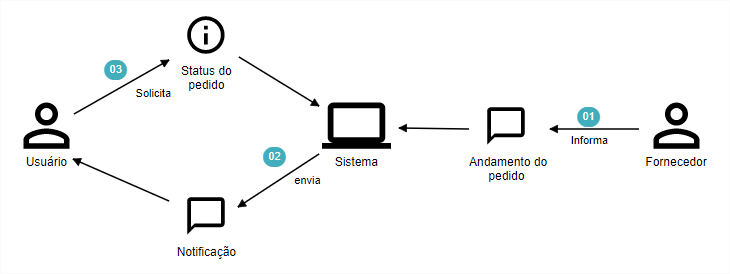 03
Status do
pedido
Solicita
01
Informa
Usuário
02
envia
Sistema
Andamento do
pedido
Fornecedor
Notificação